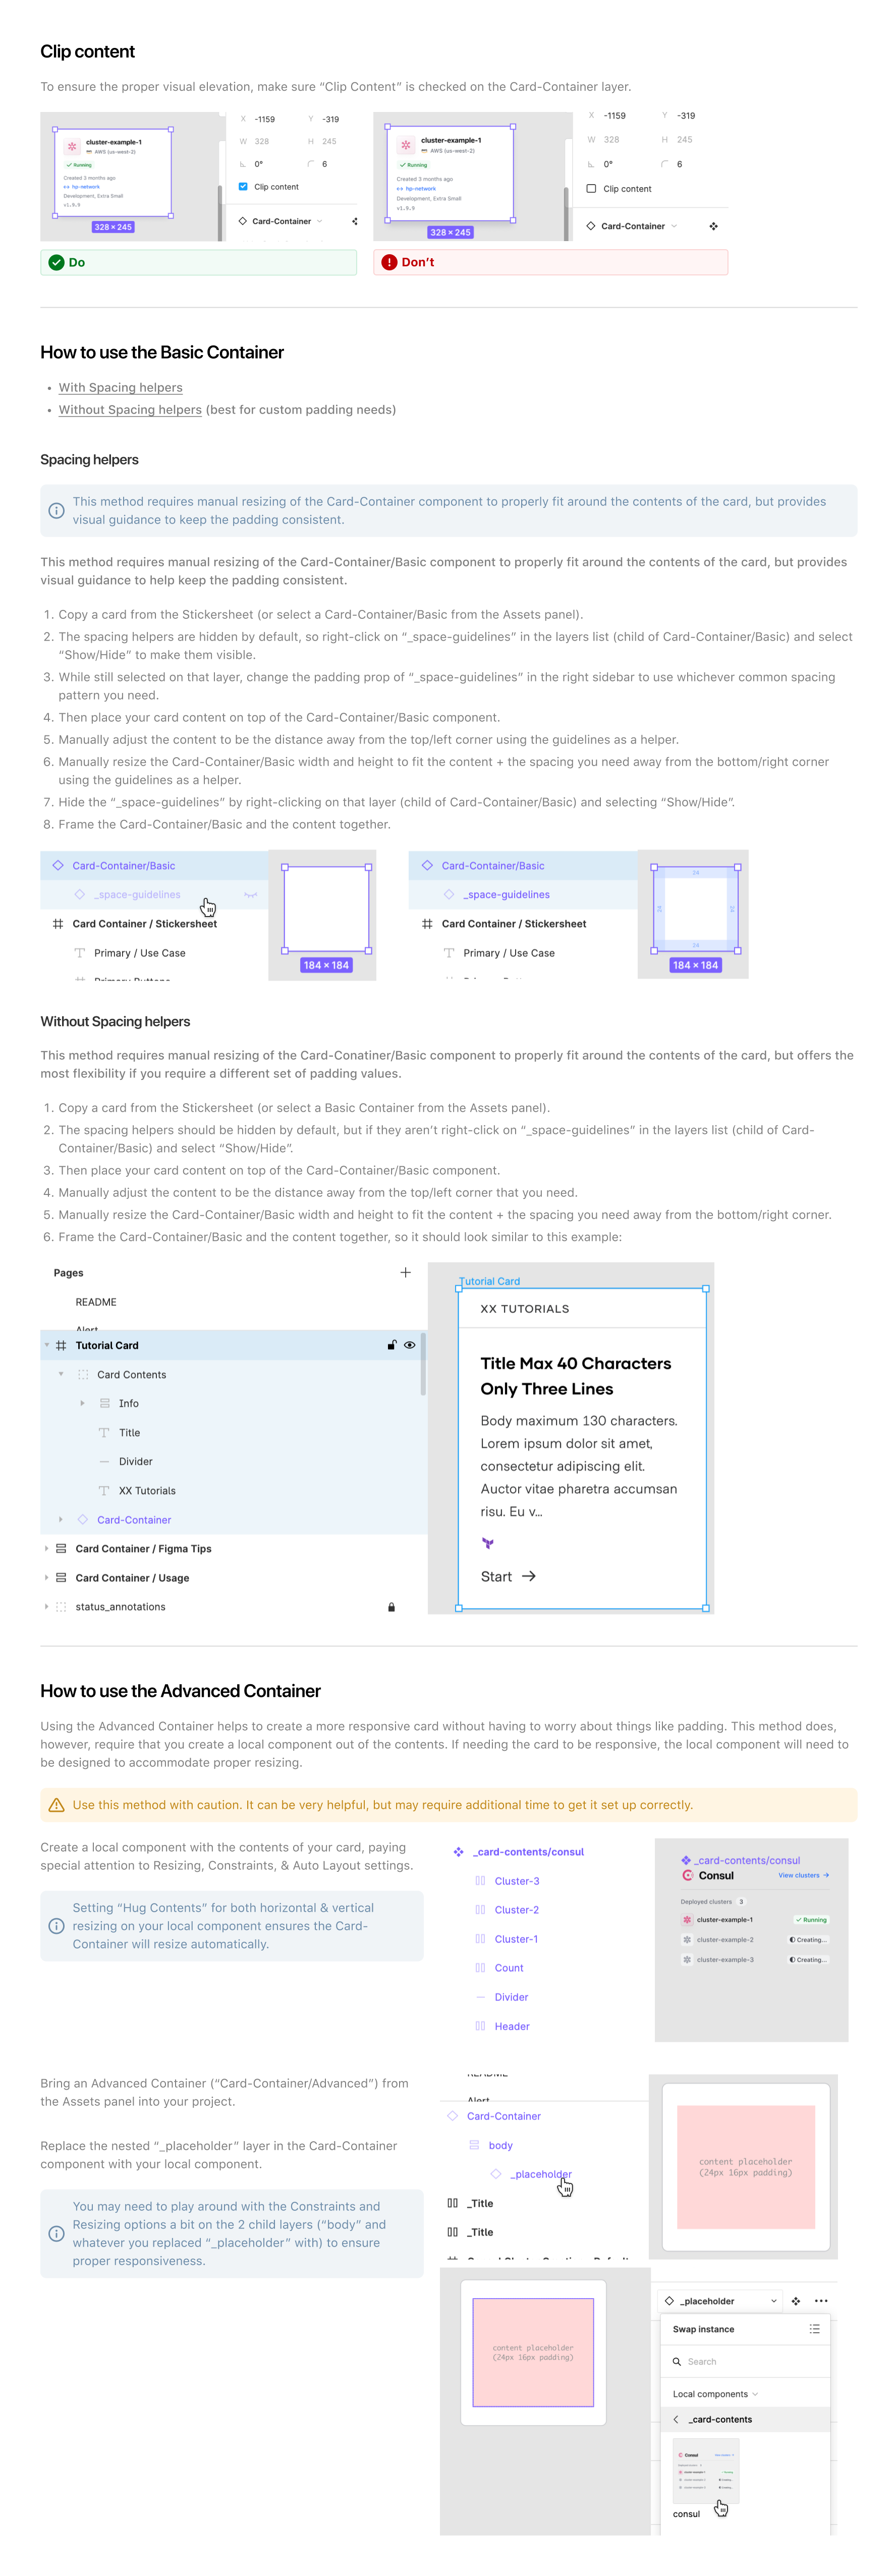 Clip content
To ensure the proper visual elevation, make sure “Clip Content” is checked on the Card-Container layer.
cluster-example-1
AWS (us-west-2)
Running
Created 3 months ago
hp-network
Development, Extra Small
v1.9.9
328 × 245
X -1159 Y -319
W 328 H 245
0° 6
Clip content
Card-Container
cluster-example-1
AWS (us-west-2)
Running
Created 3 months ago
hp-network
Development, Extra Small
v1.9.9
328 × 245
X -1159 Y -319
W 328 H 245
0° 6
Clip content
Card-Container
Do
Don’t
How to use the Basic Container
• With Spacing helpers
• Without Spacing helpers (best for custom padding needs)
Spacing helpers
This method requires manual resizing of the Card-Container component to properly fit around the contents of the card, but provides
visual guidance to keep the padding consistent.
This method requires manual resizing of the Card-Container/Basic component to properly fit around the contents of the card, but provides
visual guidance to help keep the padding consistent.
1. Copy a card from the Stickersheet (or select a Card-Container/Basic from the Assets panel).
2. The spacing helpers are hidden by default, so right-click on “_space-guidelines” in the layers list (child of Card-Container/Basic) and select
“Show/Hide” to make them visible.
3. While still selected on that layer, change the padding prop of “_space-guidelines” in the right sidebar to use whichever common spacing
pattern you need.
4. Then place your card content on top of the Card-Container/Basic component.
5. Manually adjust the content to be the distance away from the top/left corner using the guidelines as a helper.
6. Manually resize the Card-Container/Basic width and height to fit the content + the spacing you need away from the bottom/right corner
using the guidelines as a helper.
7. Hide the “_space-guidelines” by right-clicking on that layer (child of Card-Container/Basic) and selecting “Show/Hide”.
8. Frame the Card-Container/Basic and the content together.
Card-Container/Basic
_space-guidelines
Card Container / Stickersheet
Primary / Use Case
Primary Buttons
184 × 184
Card-Container/Basic
_space-guidelines
Card Container / Stickersheet
Primary / Use Case
24
24
24
24
184 × 184
Without Spacing helpers
This method requires manual resizing of the Card-Conatiner/Basic component to properly fit around the contents of the card, but offers the
most flexibility if you require a different set of padding values.
1. Copy a card from the Stickersheet (or select a Basic Container from the Assets panel).
2. The spacing helpers should be hidden by default, but if they aren’t right-click on “_space-guidelines” in the layers list (child of Card-
Container/Basic) and select “Show/Hide”.
3. Then place your card content on top of the Card-Container/Basic component.
4. Manually adjust the content to be the distance away from the top/left corner that you need.
5. Manually resize the Card-Container/Basic width and height to fit the content + the spacing you need away from the bottom/right corner.
6. Frame the Card-Container/Basic and the content together, so it should look similar to this example:
Pages
README
Alert
Tutorial Card
Card Contents
Info
Title
Divider
XX Tutorials
Card-Container
Card Container / Figma Tips
Card Container / Usage
status_annotations
Tutorial Card
XX TUTORIALS
Title Max 40 Characters
Only Three Lines
Body maximum 130 characters.
Lorem ipsum dolor sit amet,
consectetur adipiscing elit.
Auctor vitae pharetra accumsan
risu. Eu v...
Start
How to use the Advanced Container
Using the Advanced Container helps to create a more responsive card without having to worry about things like padding. This method does,
however, require that you create a local component out of the contents. If needing the card to be responsive, the local component will need to
be designed to accommodate proper resizing.
Use this method with caution. It can be very helpful, but may require additional time to get it set up correctly.
Create a local component with the contents of your card, paying
special attention to Resizing, Constraints, & Auto Layout settings.
Setting “Hug Contents” for both horizontal & vertical
resizing on your local component ensures the Card-
Container will resize automatically.
_card-contents/consul
Cluster-3
Cluster-2
Cluster-1
Count
Divider
Header
_card-contents/consul
Consul View clusters
Deployed clusters 3
cluster-example-1 Running
cluster-example-2 Creating...
cluster-example-3 Creating...
Bring an Advanced Container (“Card-Container/Advanced”) from
the Assets panel into your project.
Replace the nested “_placeholder” layer in the Card-Container
component with your local component.
You may need to play around with the Constraints and
Resizing options a bit on the 2 child layers (“body” and
whatever you replaced “_placeholder” with) to ensure
proper responsiveness.
README
Alert
Card-Container
body
_placeholder
_Title
_Title
content placeholder
(24px 16px padding)
content placeholder
(24px 16px padding)
_placeholder
Swap instance
Search
Local components
_card-contents
Consul
consul